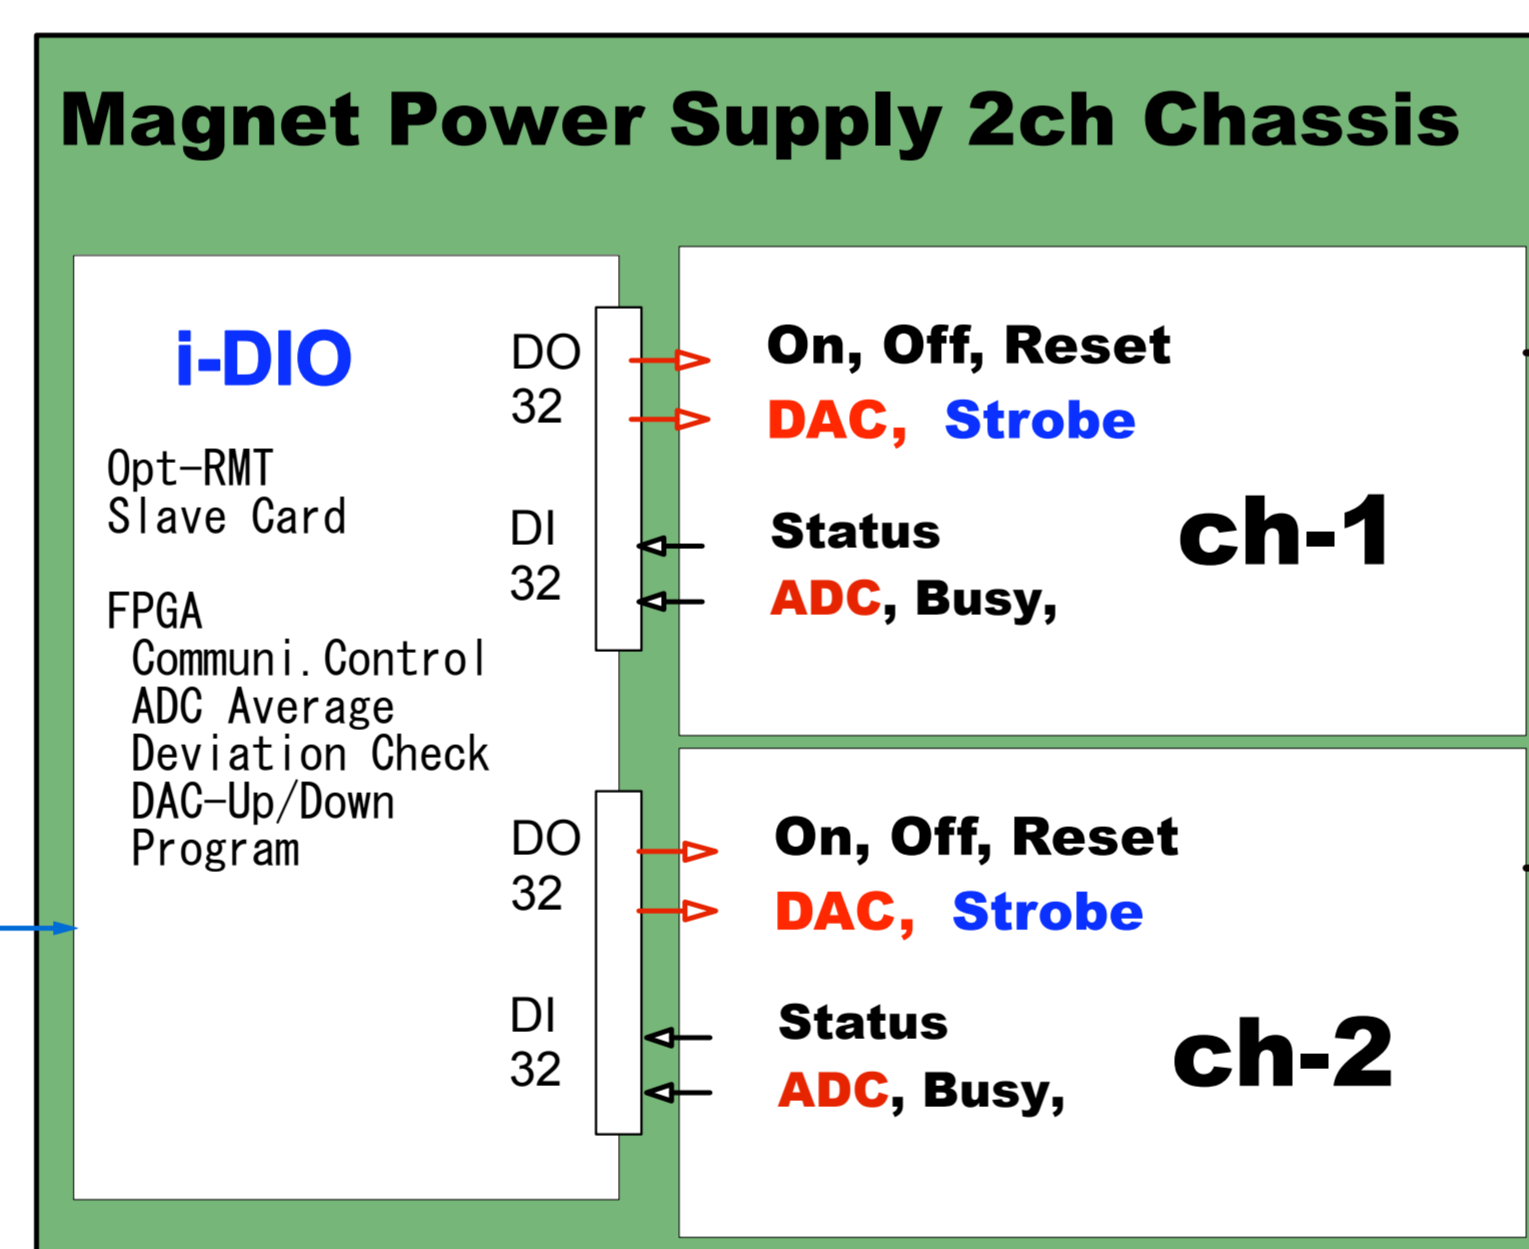 Magnet Power Supply 2ch Chassis
i-DIO
Opt-RMT
Slave Card
FPGA
Communi.Control
ADC Average
Deviation Check
DAC-Up/Down
Program
DO
32
DI
32
DO
32
DI
32
On, Off, Reset
DAC, Strobe
Status
ADC, Busy,
ch-1
On, Off, Reset
DAC, Strobe
Status
ADC, Busy,
ch-2